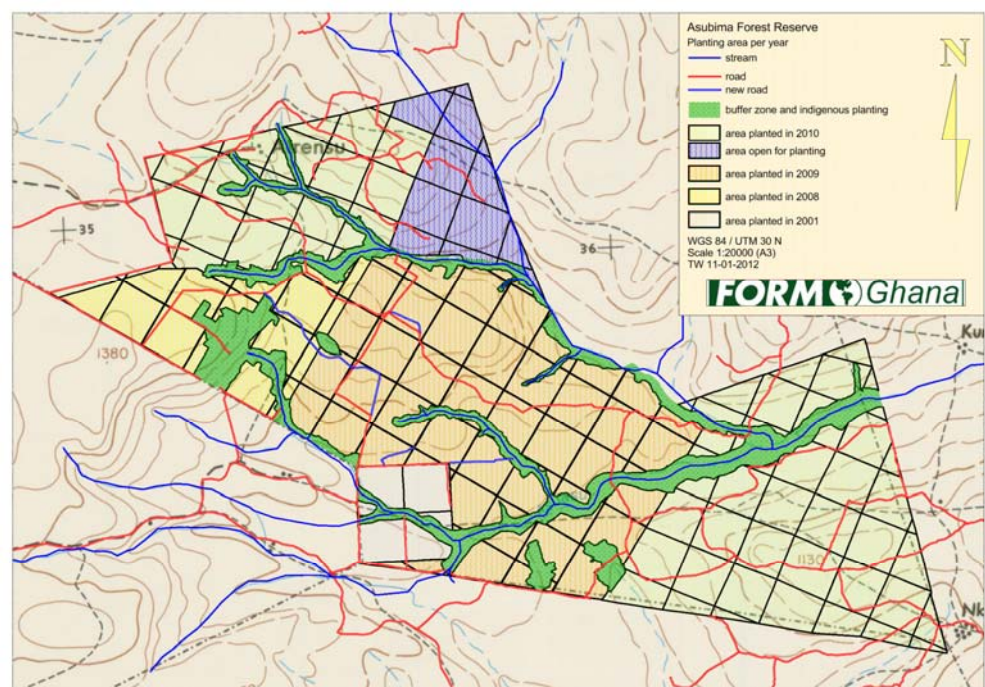 Asubima Forest Reserve
Planting area per year
stream
road
new road
buffer zone and indigenous planting
area planted in 2010
area open for planting
area planted in 2009
area planted in 2008
area planted in 2001
WGS 84 / UTM 30 N
Scale 1:20000 (A3)
TW 11-01-2012
FORM Ghana
N
35
36
1380
Kur
1130
Nk